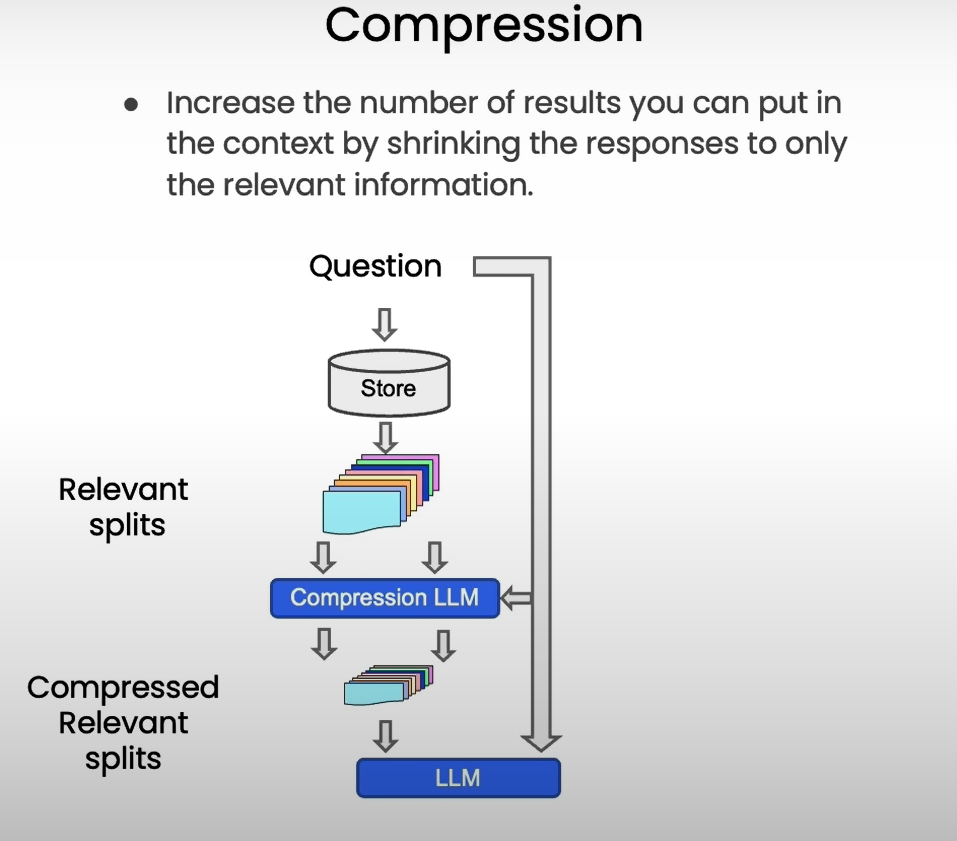 Compression
● Increase the number of results you can put in
the context by shrinking the responses to only
the relevant information.
Question
Store
Relevant
splits
Compression LLM
Compressed
Relevant
splits
LLM